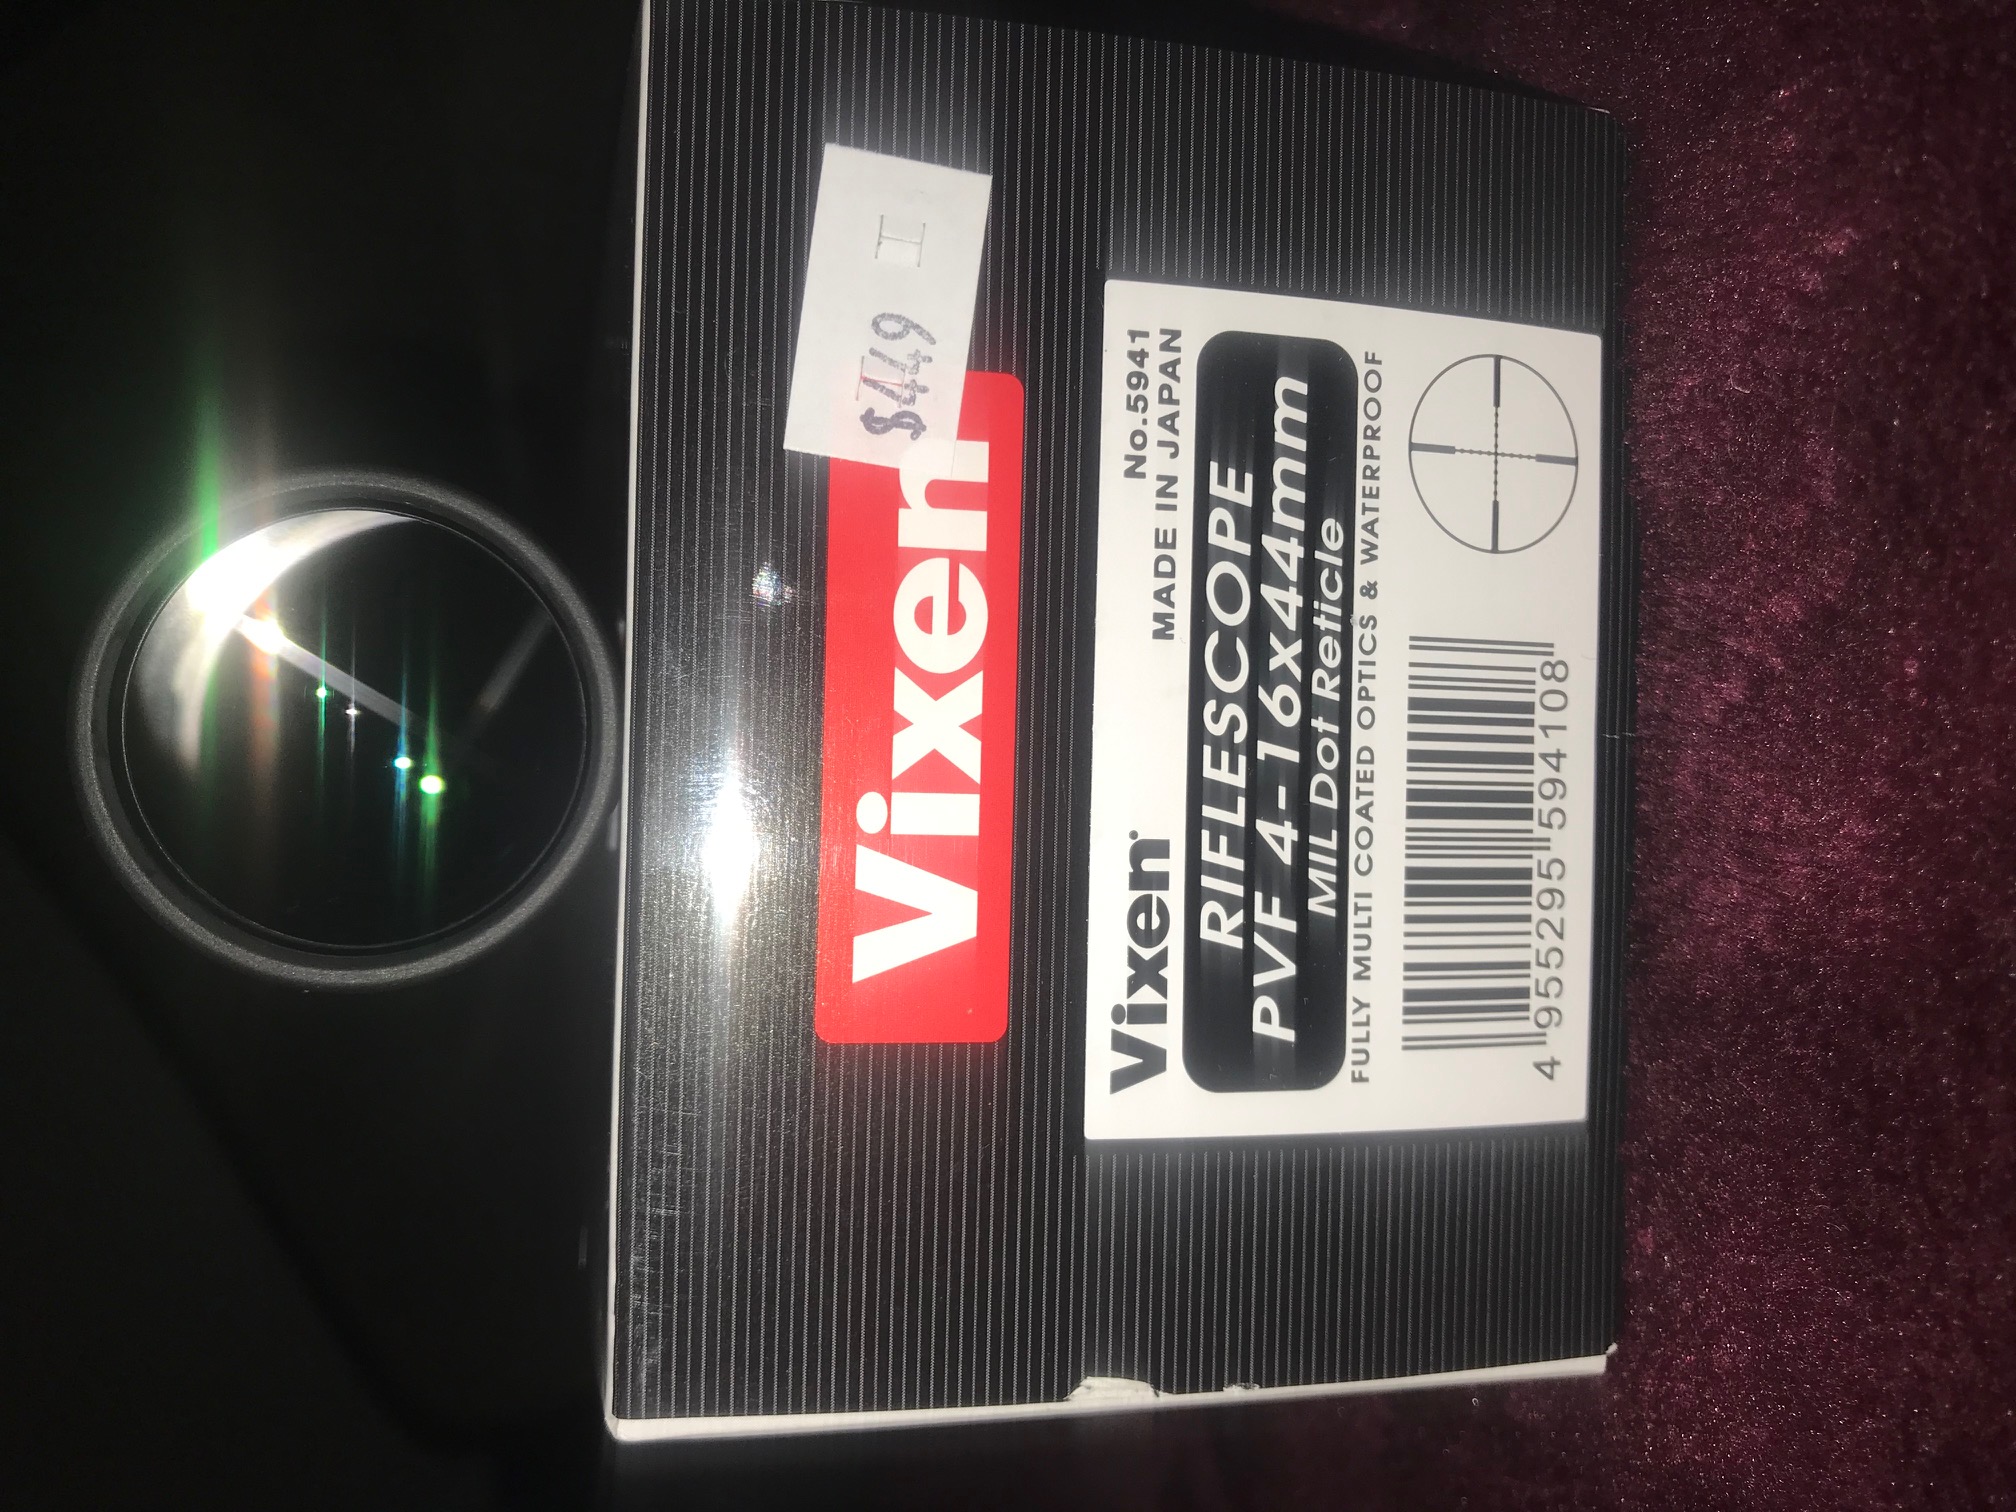 $449
Vixen
Vixen
No.5941
MADE IN JAPAN
RIFLESCOPE
PVF 4-16x44mm
MIL Dot Reticle
FULLY MULTI COATED OPTICS & WATERPROOF
4 955295 594108